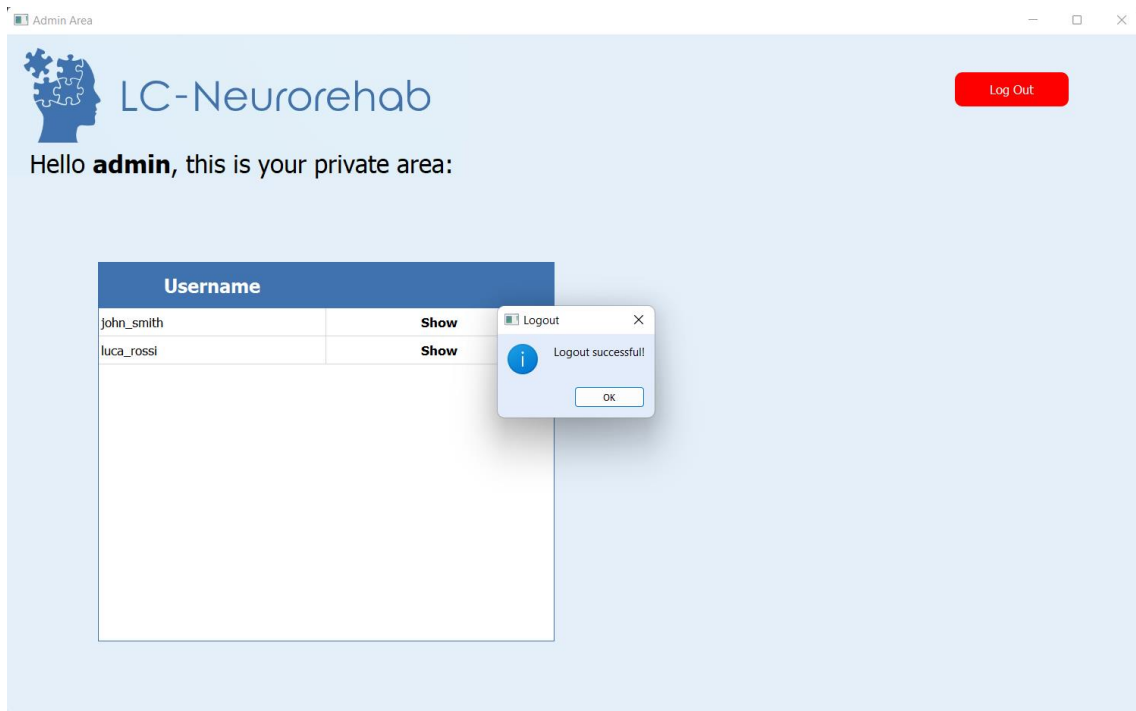 Admin Area
LC-Neurorehab
Log Out
Hello admin, this is your private area:
Username
john_smith Show
luca_rossi Show
Logout
Logout successful!
OK